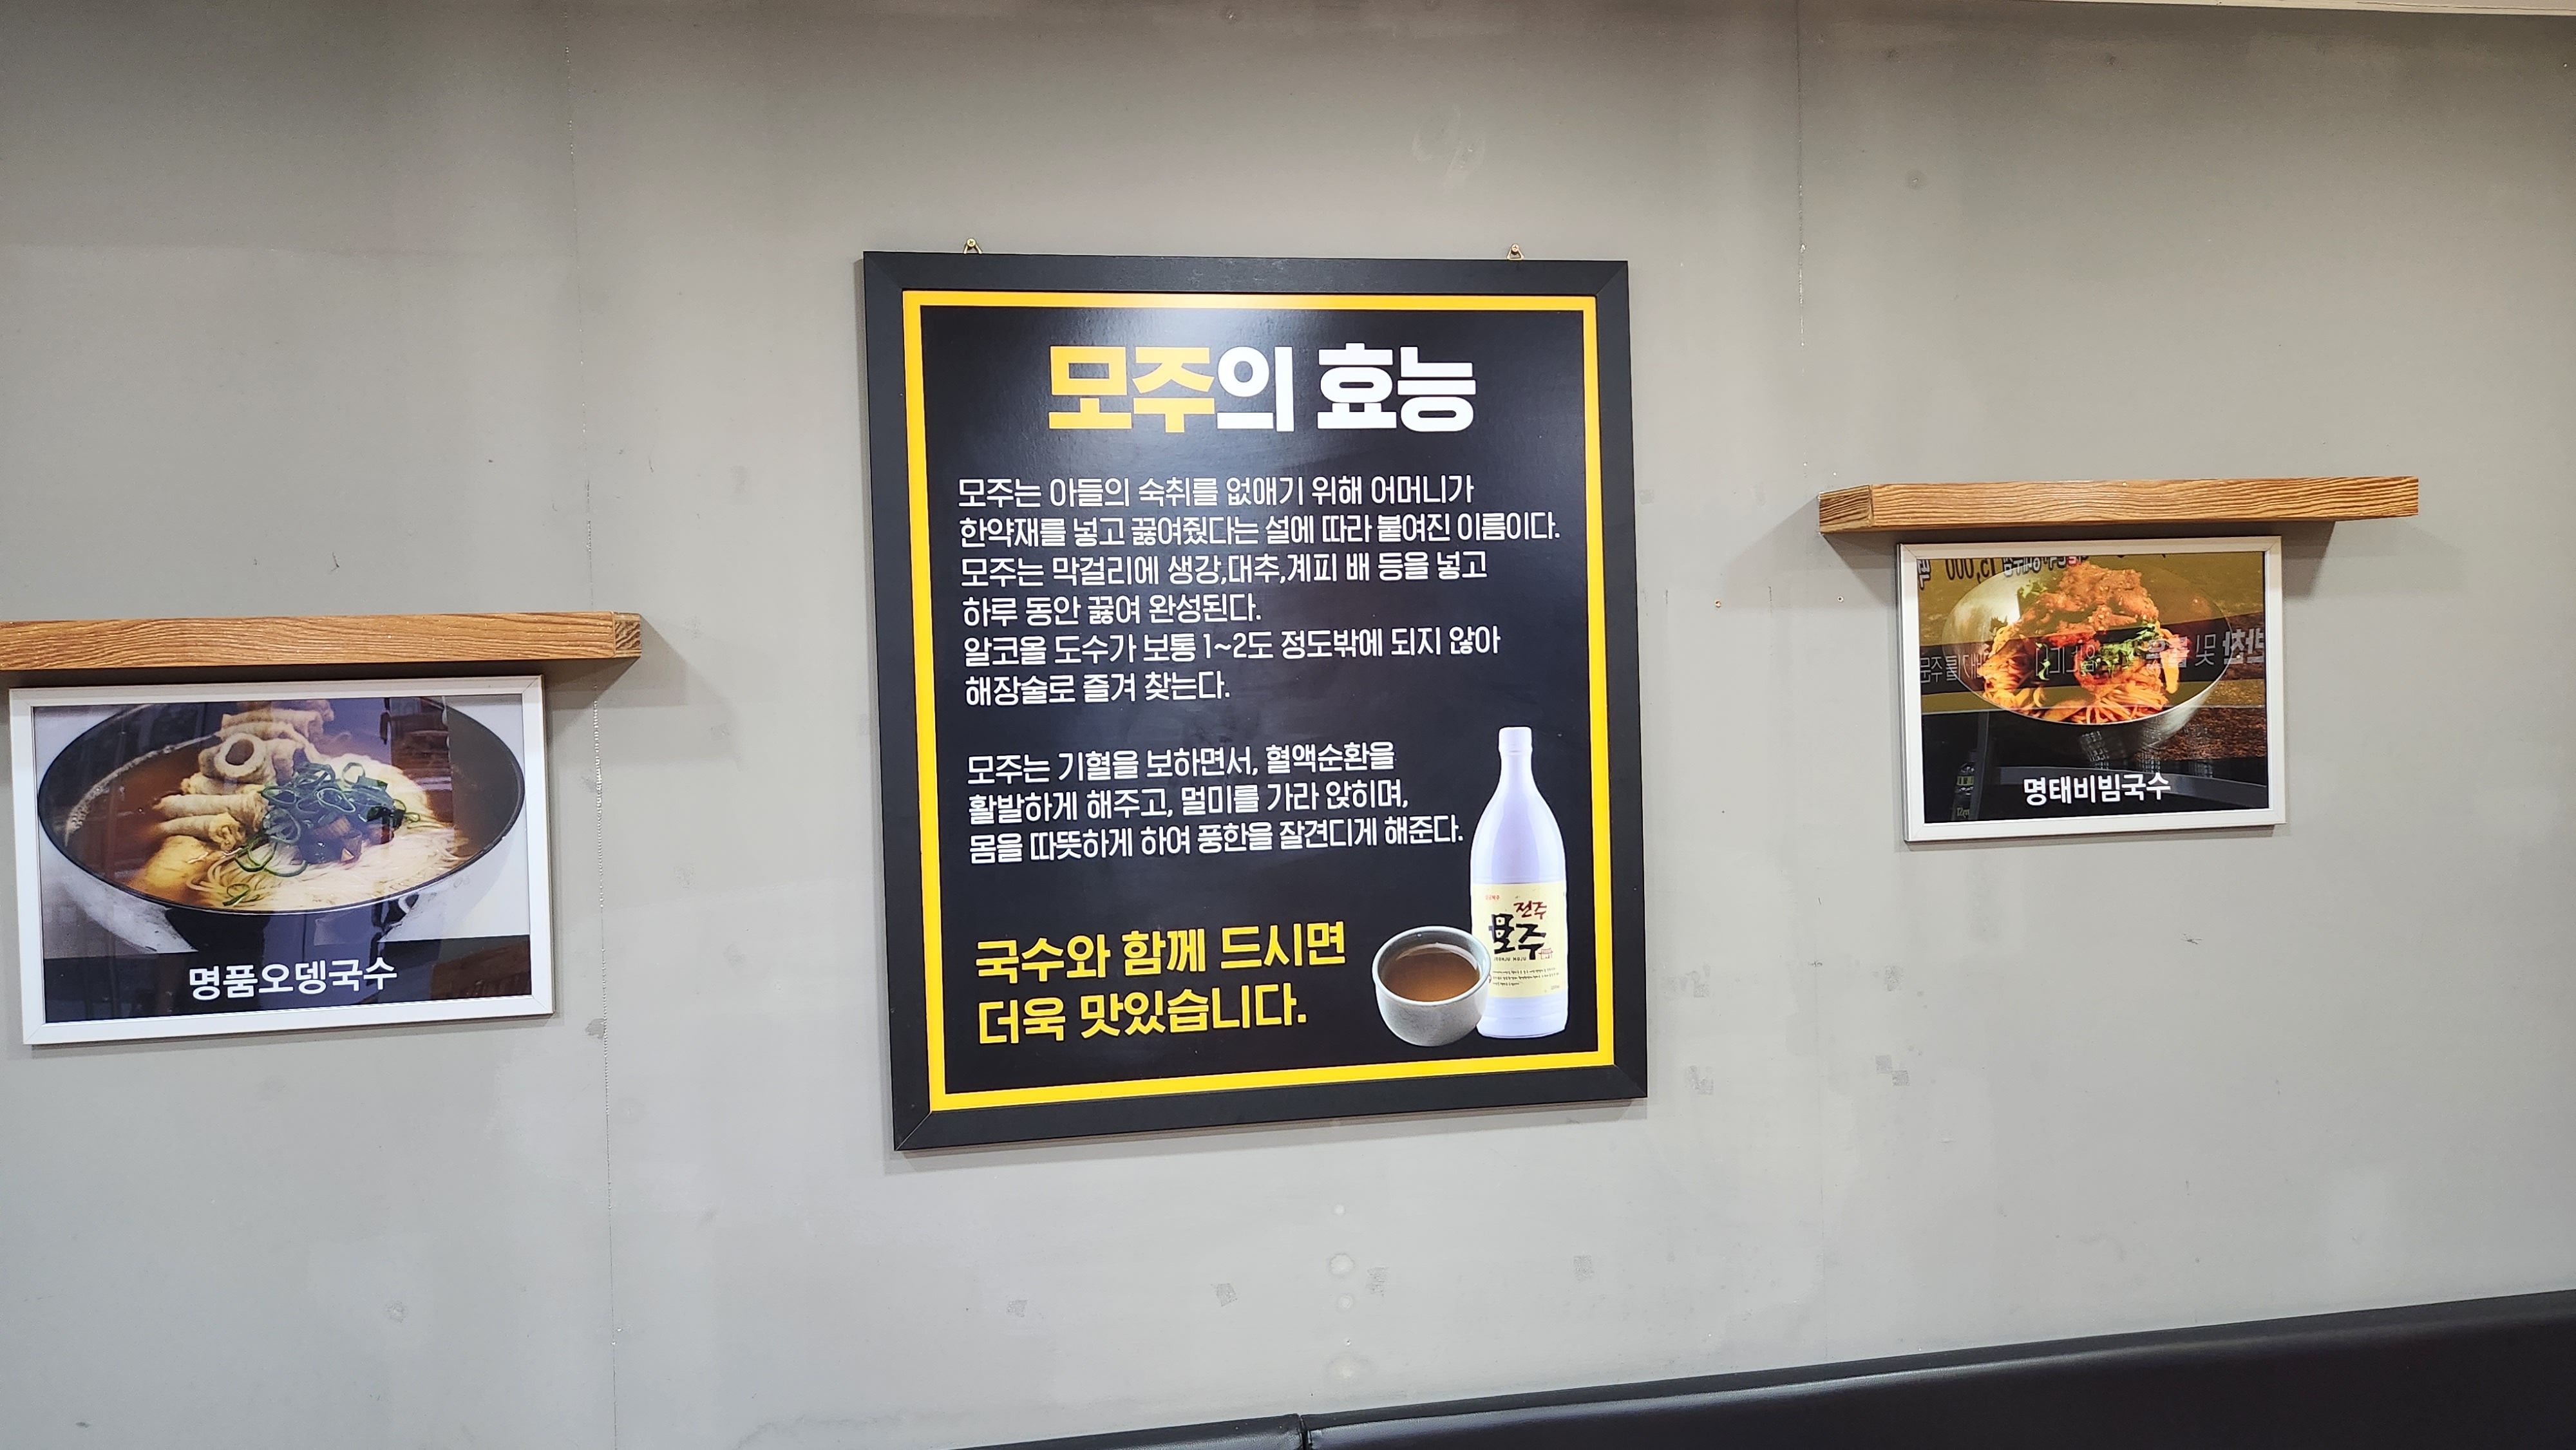 모주의 효능
모주는 아들의 숙취를 없애기 위해 어머니가
한약재를 넣고 끓여줬다는 설에 따라 붙여진 이름이다.
모주는 막걸리에 생강,대추,계피 배 등을 넣고
하루 동안 끓여 완성된다.
알코올 도수가 보통 1~2도 정도밖에 되지 않아
해장술로 즐겨 찾는다.
모주는 기혈을 보하면서, 혈액순환을
활발하게 해주고, 멀미를 가라 앉히며,
몸을 따뜻하게 하여 풍한을 잘견디게 해준다.
국수와 함께 드시면
더욱 맛있습니다.
전주
모주
명품오뎅국수
명태비빔국수